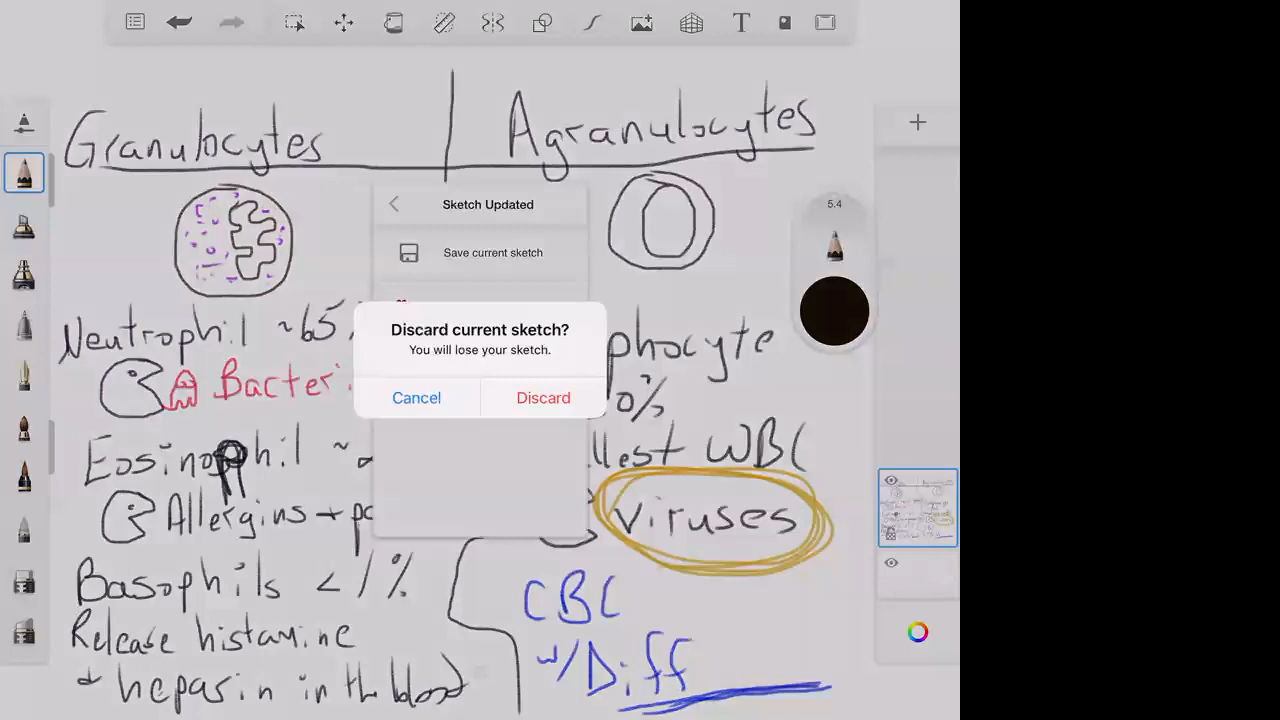 Granulocytes
Agranulocytes
5.4
Sketch Updated
Save current sketch
Discard current sketch?
You will lose your sketch.
Cancel
Discard
Neutrophil ~65
Bacteri
Eosinophil ~
Allergins + pa
Basophils < 1%
Release histamine
+ heparin in the blood
phocyte
0%
llest WBC
viruses
CBC
w/ Diff